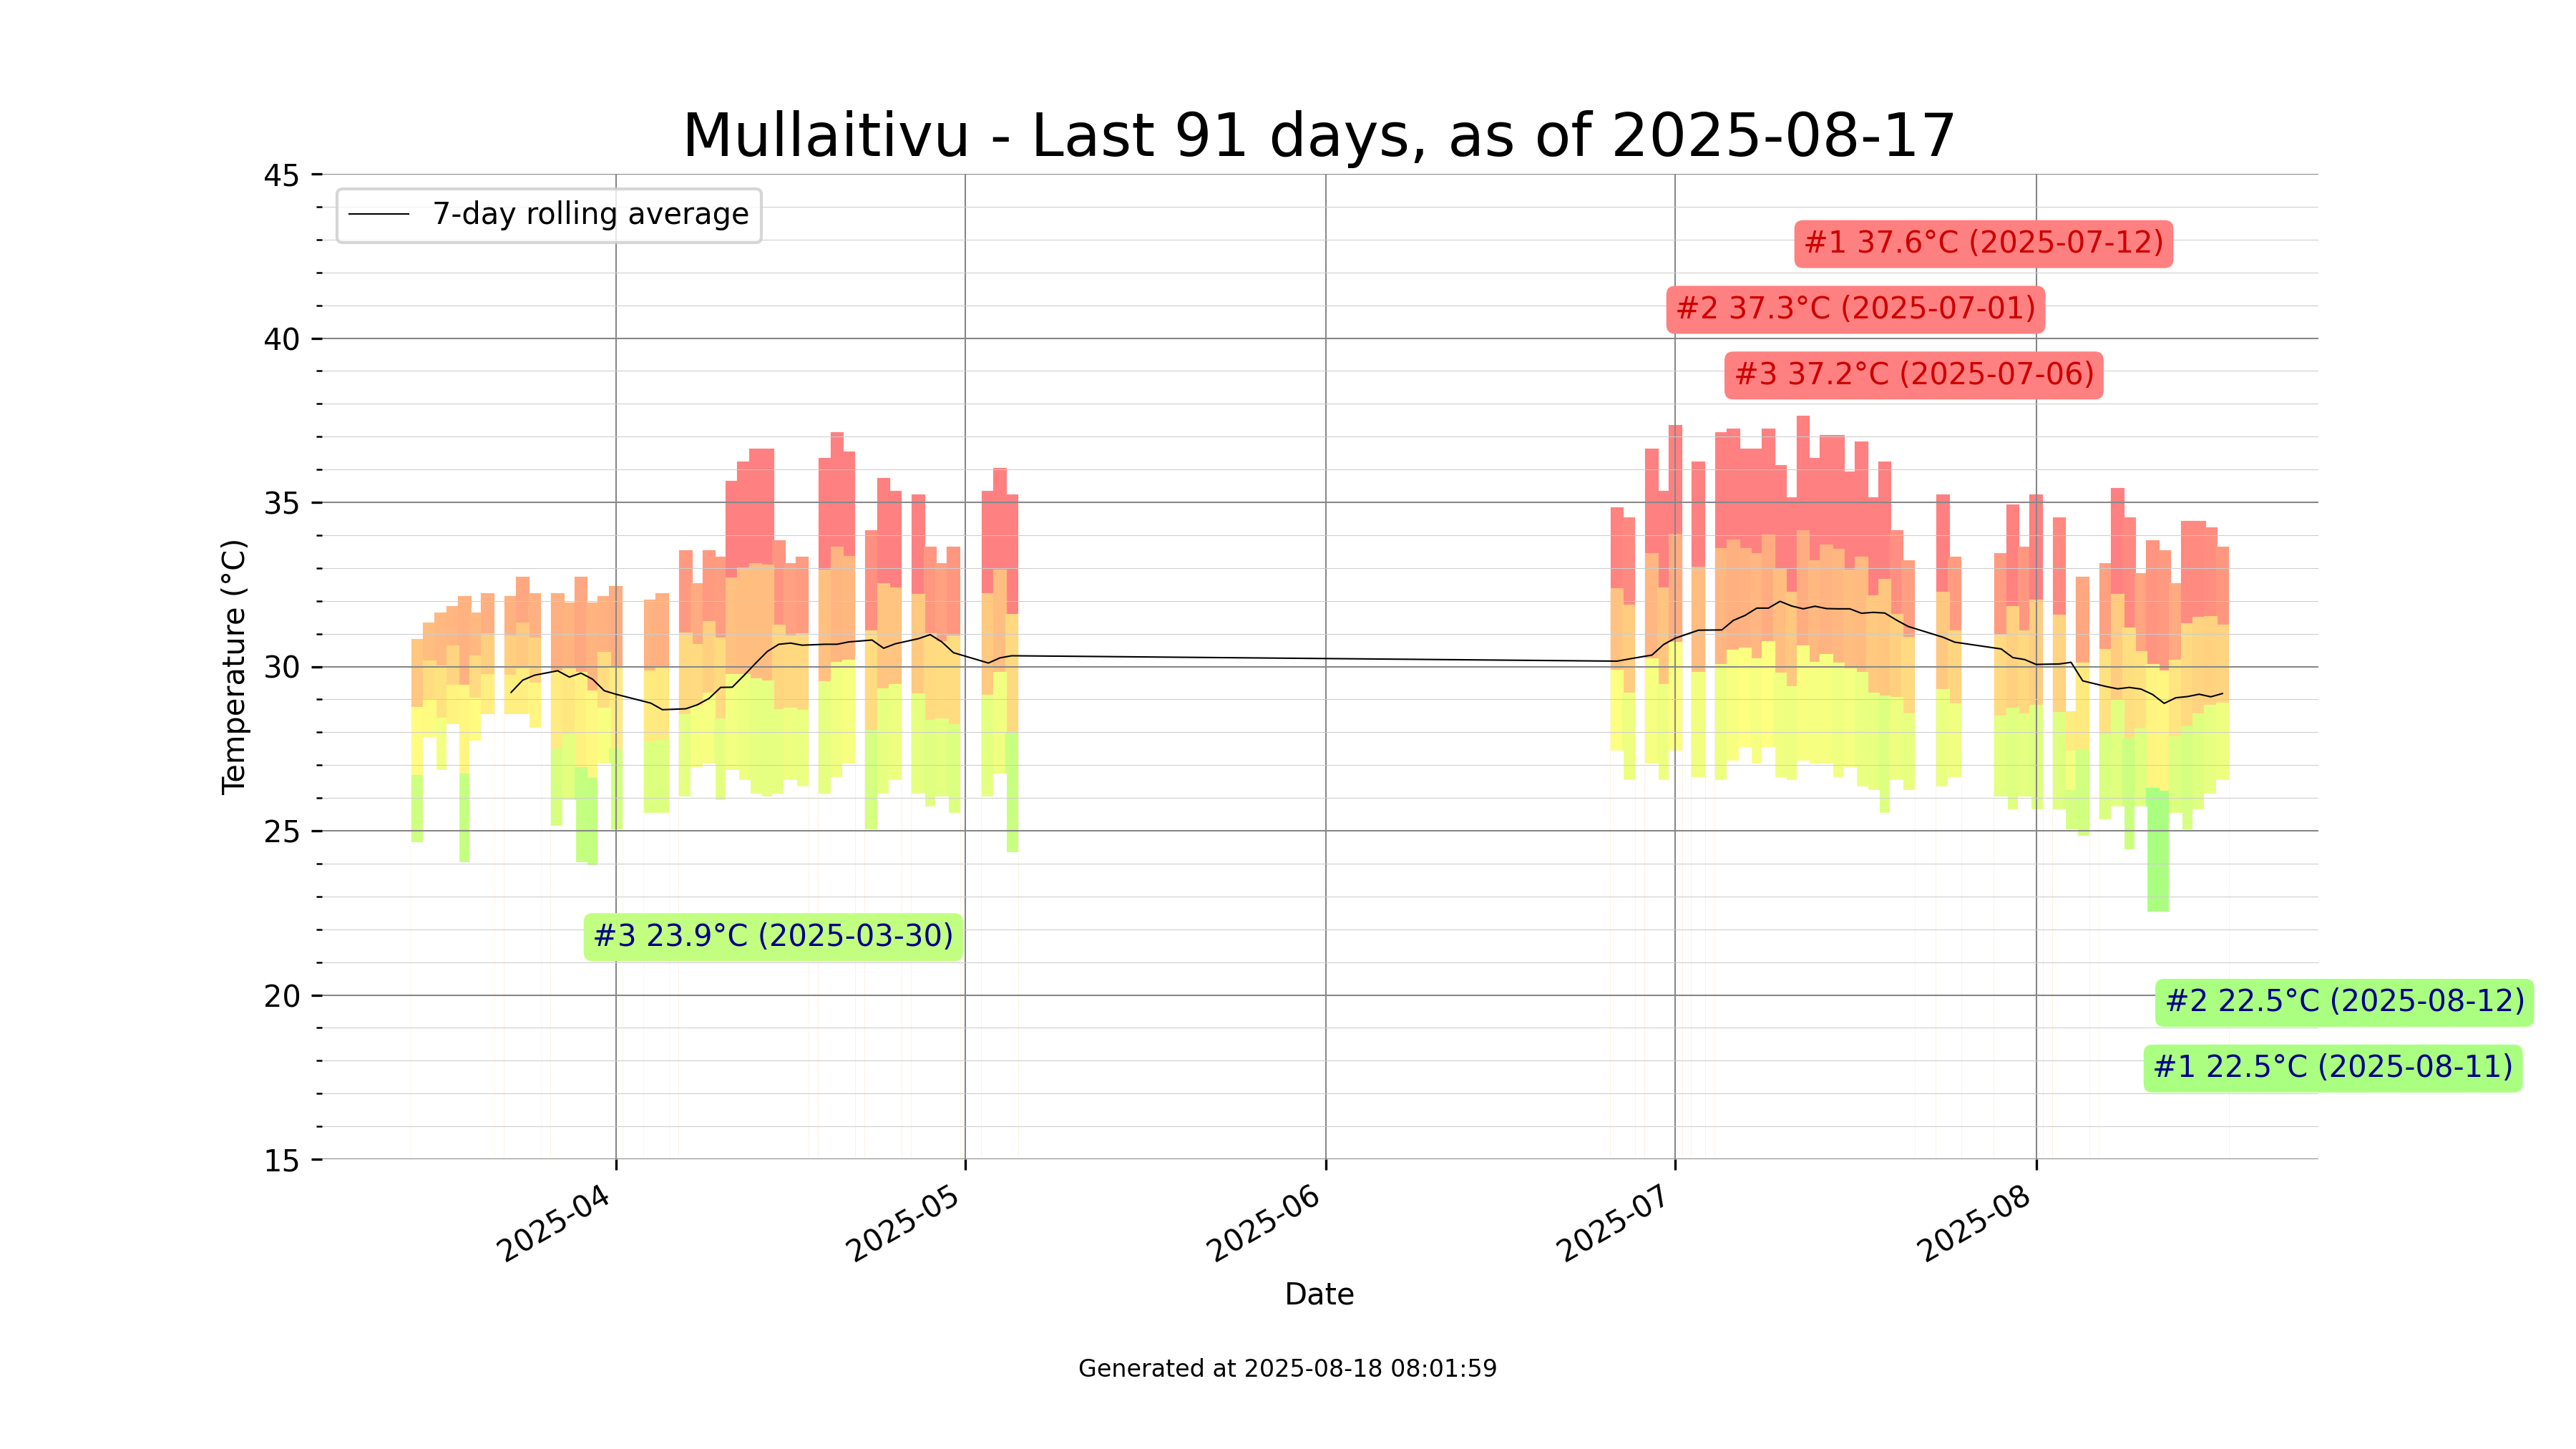 Mullaitivu - Last 91 days, as of 2025-08-17
45
7-day rolling average
#1 37.6°C (2025-07-12)
#2 37.3°C (2025-07-01)
40
#3 37.2°C (2025-07-06)
35
Temperature (°C)
30
25
#3 23.9°C (2025-03-30)
20
#2 22.5°C (2025-08-12)
#1 22.5°C (2025-08-11)
15
2025-04
2025-05
2025-06
2025-07
2025-08
Date
Generated at 2025-08-18 08:01:59